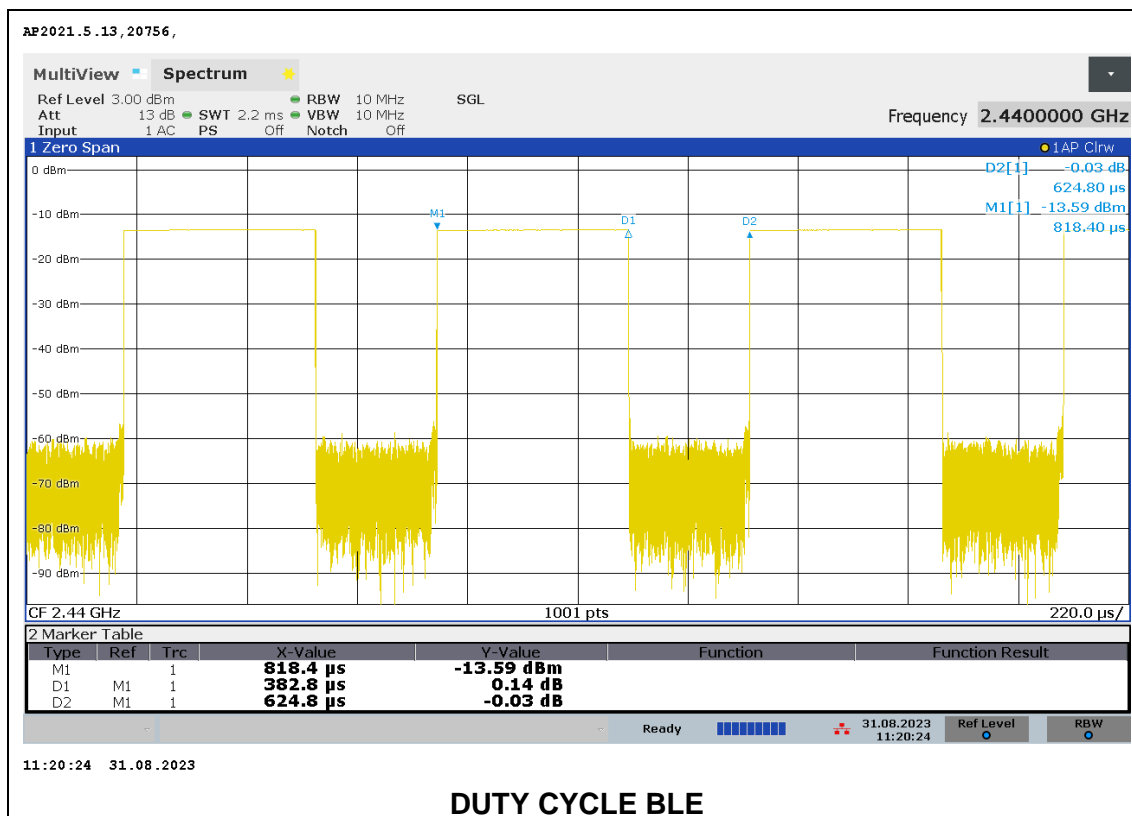 AP2021.5.13,20756,
MultiView Spectrum
Ref Level 3.00 dBm RBW 10 MHz SGL
Att 13 dB SWT 2.2 ms VBW 10 MHz
Input 1 AC PS Off Notch Off
Frequency 2.4400000 GHz
1 Zero Span 1AP Clrw
D2[1] -0.03 dB
624.80 µs
M1[1] -13.59 dBm
818.40 µs
0 dBm
-10 dBm
M1 D1 D2
-20 dBm
-30 dBm
-40 dBm
-50 dBm
-60 dBm
-70 dBm
-80 dBm
-90 dBm
CF 2.44 GHz 1001 pts 220.0 µs/
2 Marker Table
Type Ref Trc X-Value Y-Value Function Function Result
M1 1 818.4 µs -13.59 dBm
D1 M1 1 382.8 µs 0.14 dB
D2 M1 1 624.8 µs -0.03 dB
Ready 31.08.2023 Ref Level RBW
11:20:24
11:20:24 31.08.2023
DUTY CYCLE BLE